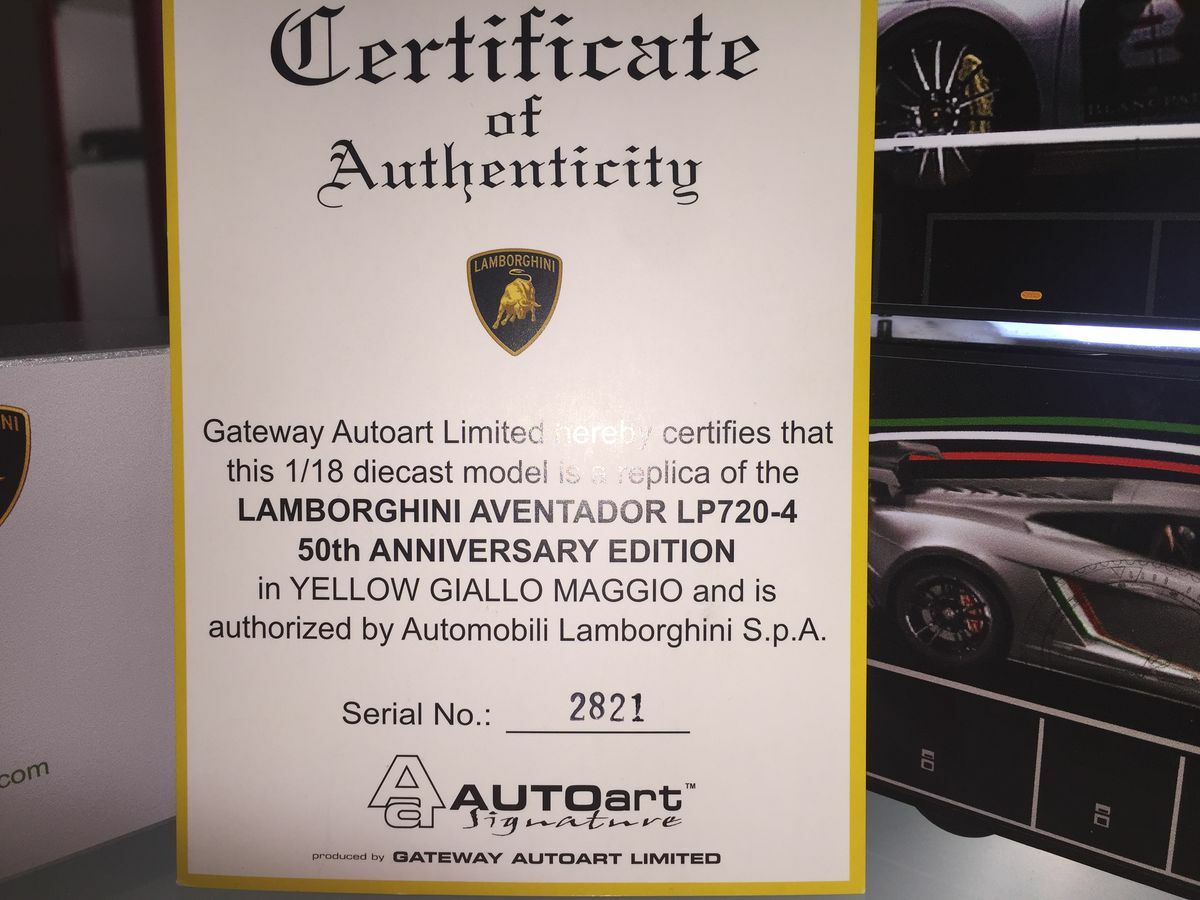 Certificate
of
Authenticity
LAMBORGHINI
Gateway Autoart Limited hereby certifies that
this 1/18 diecast model is a replica of the
LAMBORGHINI AVENTADOR LP720-4
50th ANNIVERSARY EDITION
in YELLOW GIALLO MAGGIO and is
authorized by Automobili Lamborghini S.p.A.
Serial No.: 2821
Aa AUTOart™
Signature
produced by GATEWAY AUTOART LIMITED
NI
.com